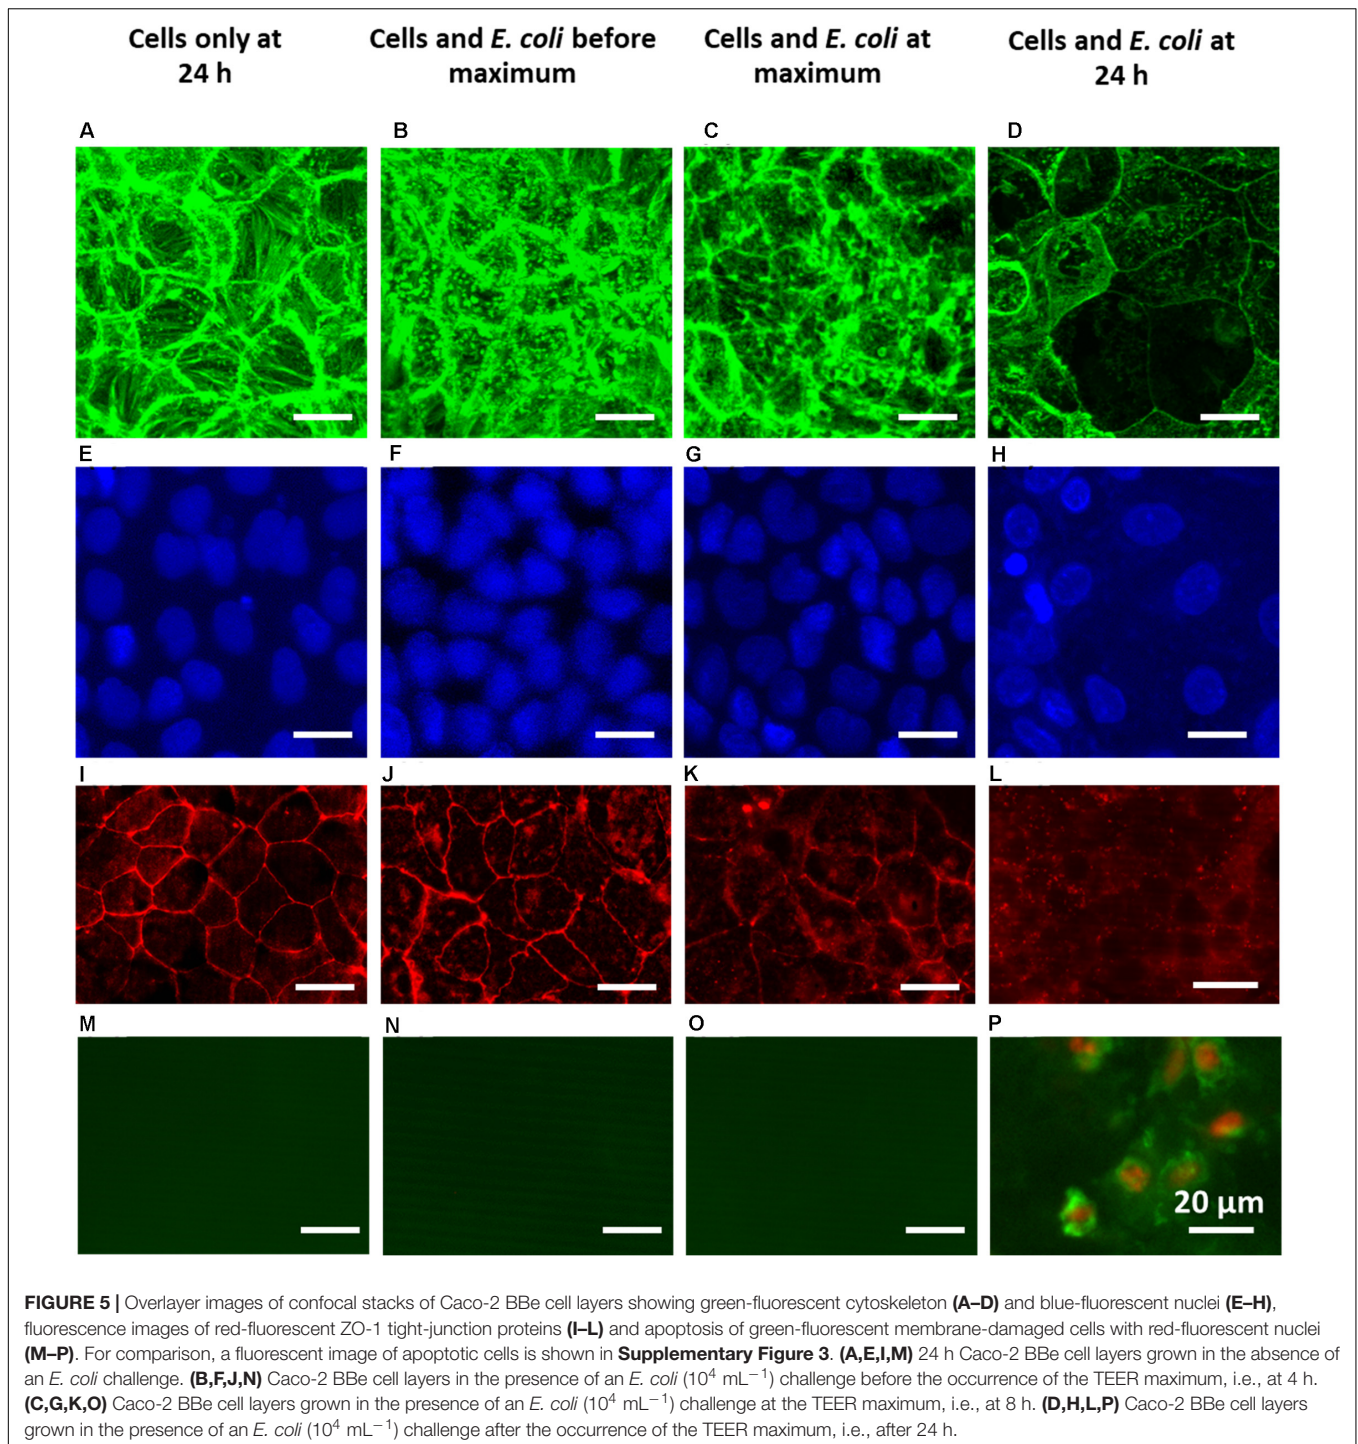 Cells only at
24 h
Cells and E. coli before
maximum
Cells and E. coli at
maximum
Cells and E. coli at
24 h
A
B
C
D
E
F
G
H
I
J
K
L
M
N
O
P
20 µm
FIGURE 5 | Overlayer images of confocal stacks of Caco-2 BBe cell layers showing green-fluorescent cytoskeleton (A–D) and blue-fluorescent nuclei (E–H),
fluorescence images of red-fluorescent ZO-1 tight-junction proteins (I–L) and apoptosis of green-fluorescent membrane-damaged cells with red-fluorescent nuclei
(M–P). For comparison, a fluorescent image of apoptotic cells is shown in Supplementary Figure 3. (A,E,I,M) 24 h Caco-2 BBe cell layers grown in the absence of
an E. coli challenge. (B,F,J,N) Caco-2 BBe cell layers in the presence of an E. coli (10⁴ mL⁻¹) challenge before the occurrence of the TEER maximum, i.e., at 4 h.
(C,G,K,O) Caco-2 BBe cell layers grown in the presence of an E. coli (10⁴ mL⁻¹) challenge at the TEER maximum, i.e., at 8 h. (D,H,L,P) Caco-2 BBe cell layers
grown in the presence of an E. coli (10⁴ mL⁻¹) challenge after the occurrence of the TEER maximum, i.e., after 24 h.